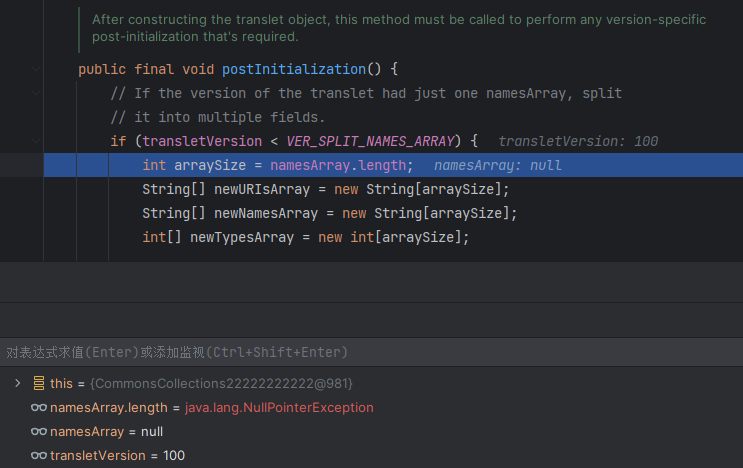 After constructing the translet object, this method must be called to perform any version-specific
post-initialization that's required.
public final void postInitialization() {
// If the version of the translet had just one namesArray, split
// it into multiple fields.
if (transletVersion < VER_SPLIT_NAMES_ARRAY) { transletVersion: 100
int arraySize = namesArray.length; namesArray: null
String[] newURIsArray = new String[arraySize];
String[] newNamesArray = new String[arraySize];
int[] newTypesArray = new int[arraySize];
对表达式求值(Enter)或添加监视(Ctrl+Shift+Enter)
this = {CommonsCollections22222222222@981}
namesArray.length = java.lang.NullPointerException
namesArray = null
transletVersion = 100